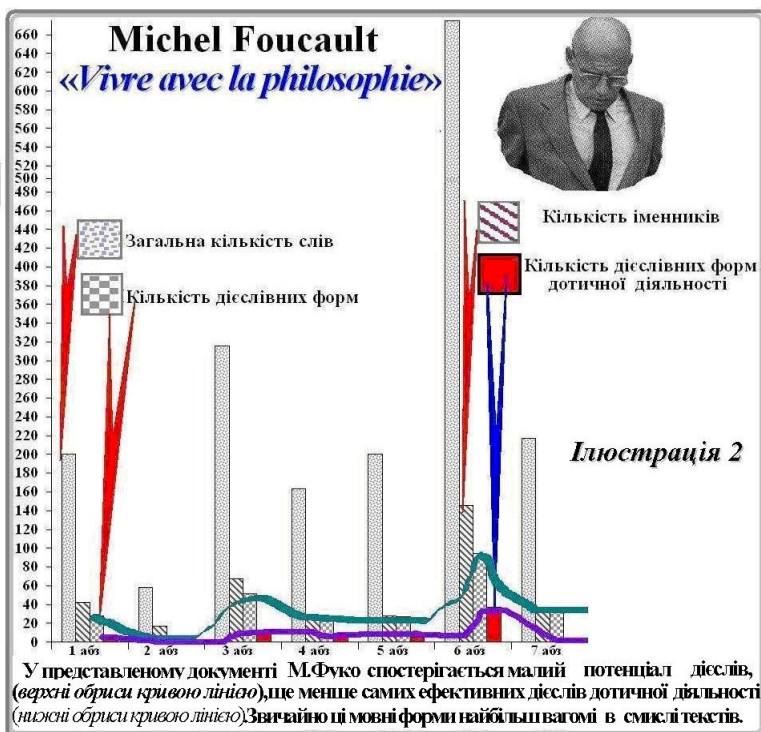 Michel Foucault
«Vivre avec la philosophie»
660
640
620
600
580
560
540
520
500
480
460
440
420
400
380
360
340
320
300
280
260
240
220
200
180
160
140
120
100
80
60
40
20
0
Загальна кількість слів
Кількість дієслівних форм
Кількість іменників
Кількість дієслівних форм
дотичної діяльності
Ілюстрація 2
1 абз 2 абз 3 абз 4 абз 5 абз 6 абз 7 абз
У представленому документі М.Фуко спостерігається малий потенціал дієслів,
(верхні обриси кривою лінією),ще менше самих ефективних дієслів дотичної діяльності
(нижні обриси кривою лінією).Звичайно ці мовні форми найбільш вагомі в смислі текстів.